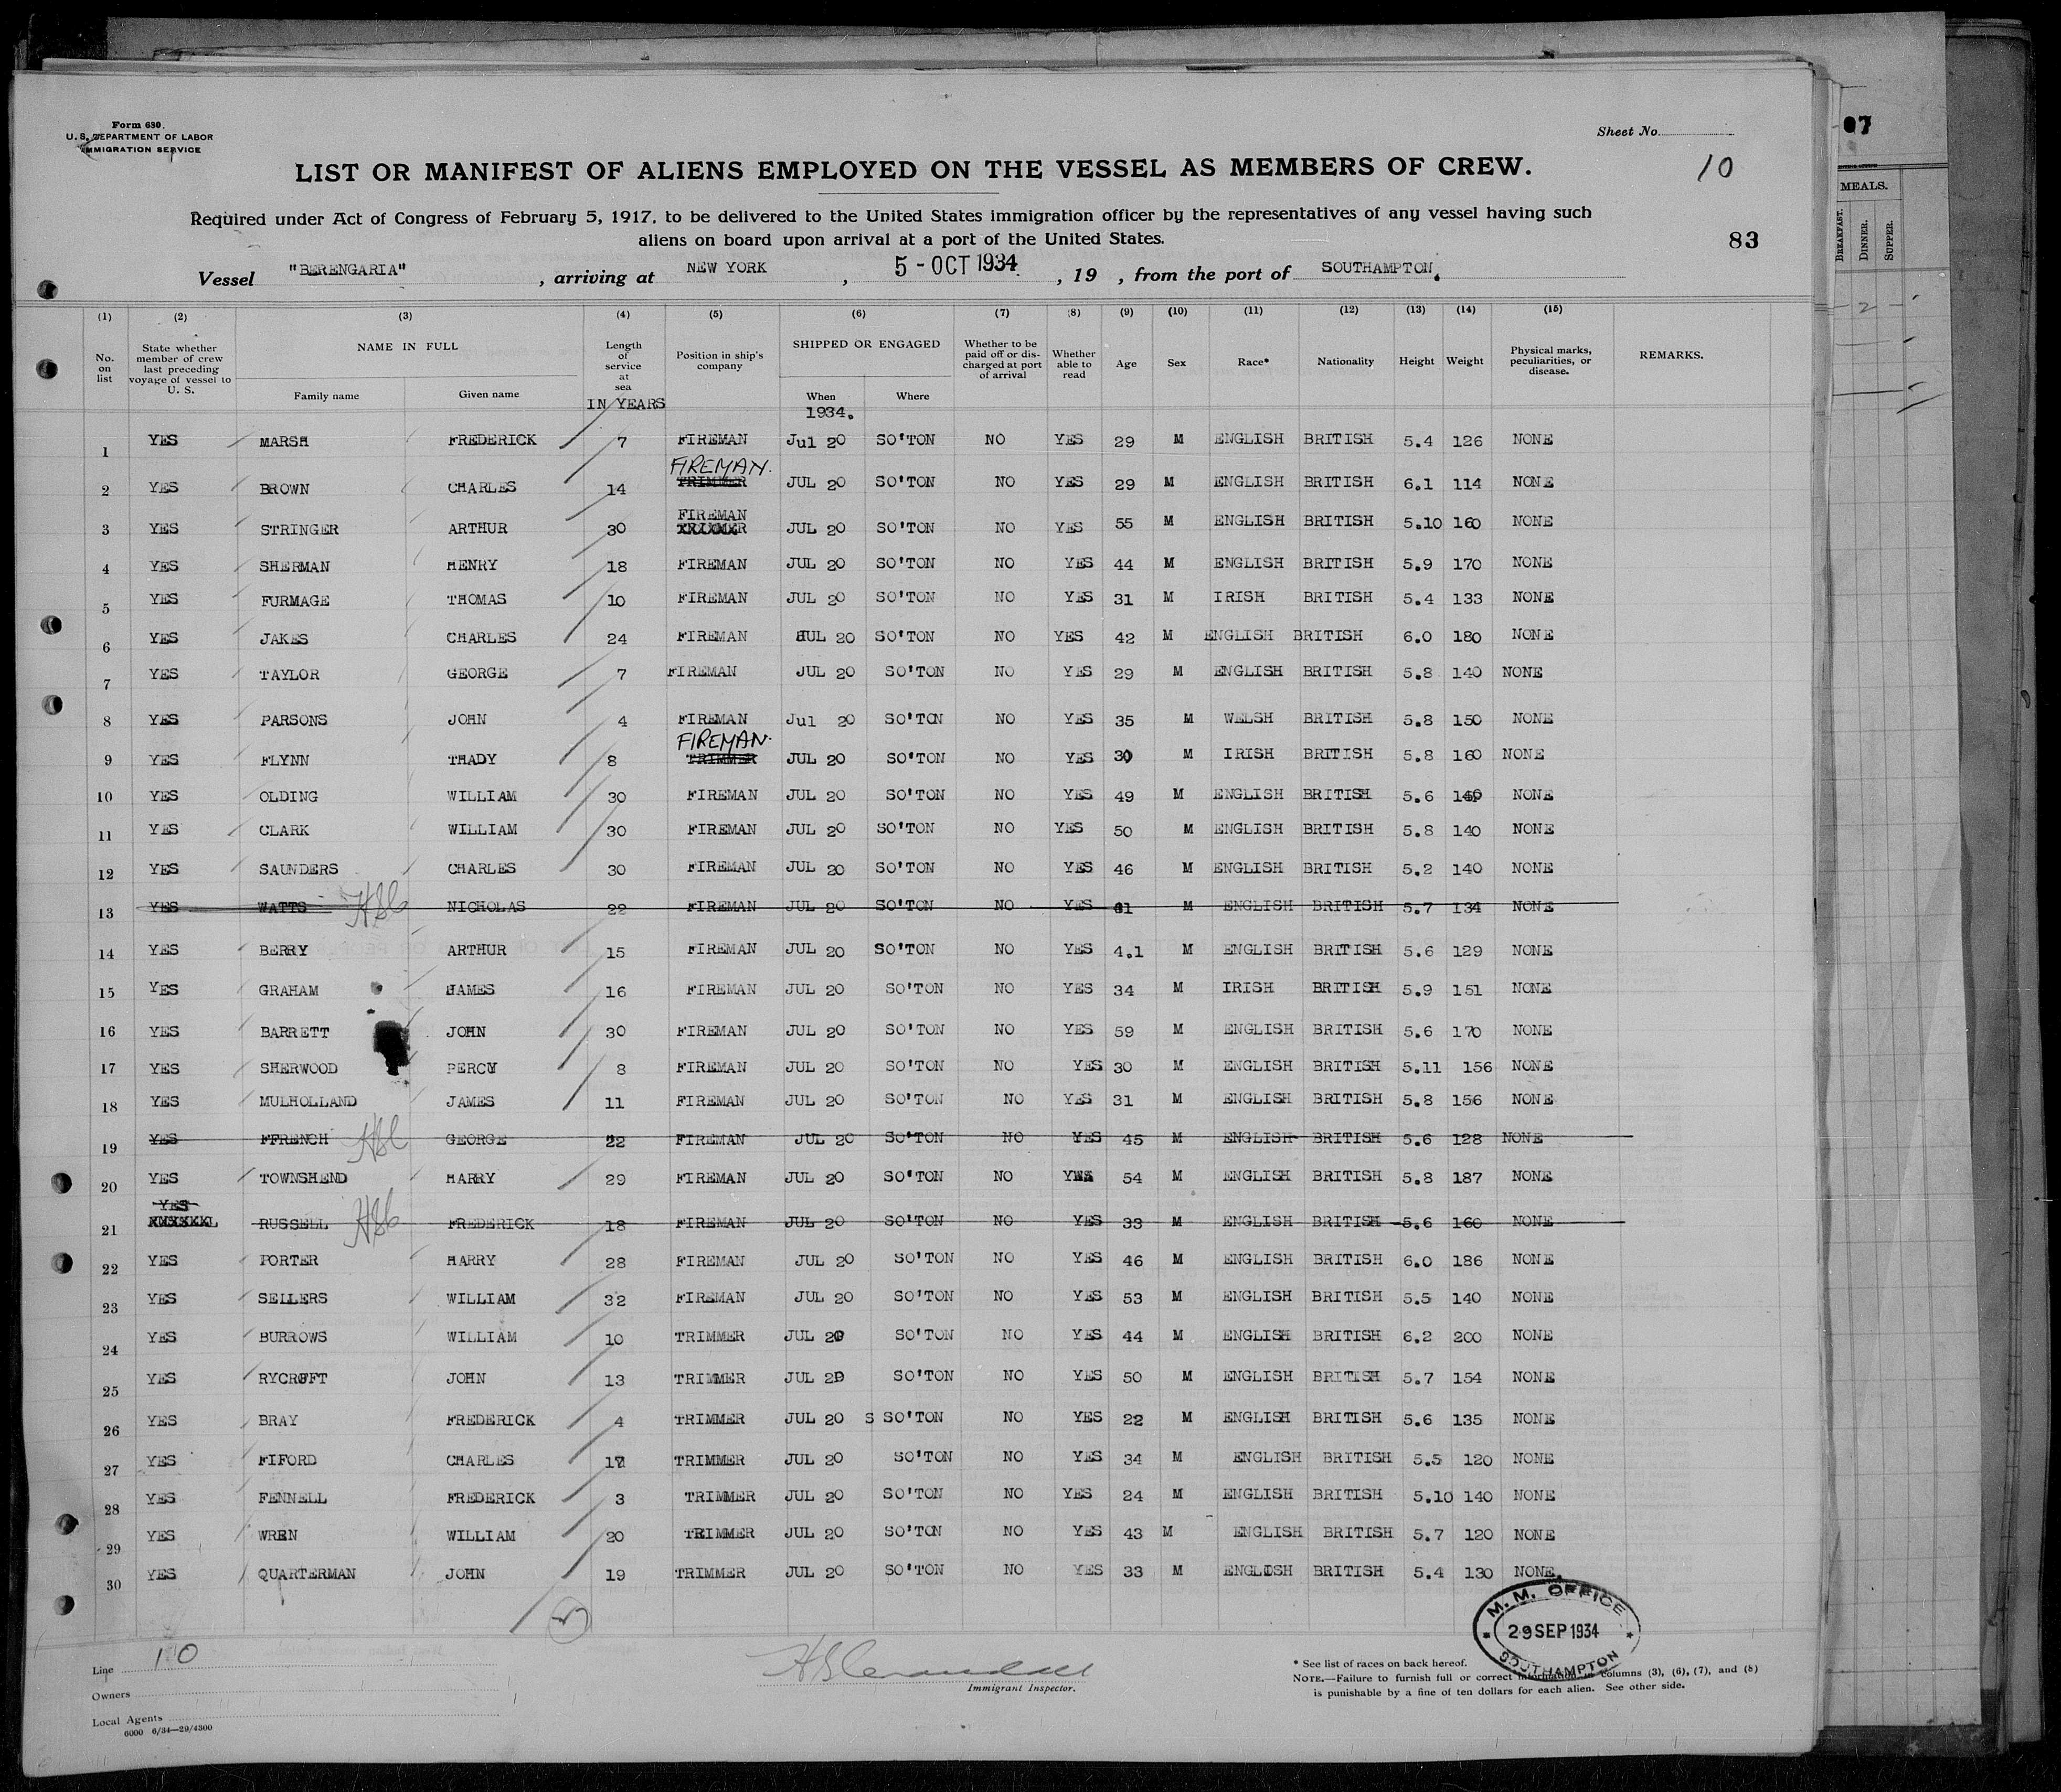 Form 680.
U. S. DEPARTMENT OF LABOR
IMMIGRATION SERVICE
Sheet No.
10
LIST OR MANIFEST OF ALIENS EMPLOYED ON THE VESSEL AS MEMBERS OF CREW.
Required under Act of Congress of February 5, 1917, to be delivered to the United States immigration officer by the representatives of any vessel having such
aliens on board upon arrival at a port of the United States.
83
Vessel "BERENGARIA" , arriving at NEW YORK , 5 - OCT 1934 , 19 , from the port of SOUTHAMPTON.
(1) (2) (3) (4) (5) (6) (7) (8) (9) (10) (11) (12) (13) (14) (15)
No. on list State whether member of crew last preceding voyage of vessel to U. S. NAME IN FULL Family name Given name Length of service at sea IN YEARS Position in ship's company SHIPPED OR ENGAGED When 1934. Where Whether to be paid off or discharged at port of arrival Whether able to read Age Sex Race* Nationality Height Weight Physical marks, peculiarities, or disease. REMARKS.
1 YES MARSH FREDERICK 7 FIREMAN Jul 20 SO'TON NO YES 29 M ENGLISH BRITISH 5.4 126 NONE
FIREMAN.
2 YES BROWN CHARLES 14 TRIMMER JUL 20 SO'TON NO YES 29 M ENGLISH BRITISH 6.1 114 NONE
FIREMAN
3 YES STRINGER ARTHUR 30 JUL 20 SO'TON NO YES 55 M ENGLISH BRITISH 5.10 160 NONE
4 YES SHERMAN HENRY 18 FIREMAN JUL 20 SO'TON NO YES 44 M ENGLISH BRITISH 5.9 170 NONE
5 YES FURMAGE THOMAS 10 FIREMAN JUL 20 SO'TON NO YES 31 M IRISH BRITISH 5.4 133 NONE
6 YES JAKES CHARLES 24 FIREMAN JUL 20 SO'TON NO YES 42 M ENGLISH BRITISH 6.0 180 NONE
7 YES TAYLOR GEORGE 7 FIREMAN JUL 20 SO'TON NO YES 29 M ENGLISH BRITISH 5.8 140 NONE
8 YES PARSONS JOHN 4 FIREMAN Jul 20 SO'TON NO YES 35 M WELSH BRITISH 5.8 150 NONE
FIREMAN.
9 YES FLYNN THADY 8 TRIMMER JUL 20 SO'TON NO YES 30 M IRISH BRITISH 5.8 160 NONE
10 YES OLDING WILLIAM 30 FIREMAN JUL 20 SO'TON NO YES 49 M ENGLISH BRITISH 5.6 NONE
11 YES CLARK WILLIAM 30 FIREMAN JUL 20 SO'TON NO YES 50 M ENGLISH BRITISH 5.8 140 NONE
12 YES SAUNDERS CHARLES 30 FIREMAN JUL 20 SO'TON NO YES 46 M ENGLISH BRITISH 5.2 140 NONE
13 YES WATTS NICHOLAS 22 FIREMAN JUL 20 SO'TON NO YES M ENGLISH BRITISH 5.7 134 NONE
14 YES BERRY ARTHUR 15 FIREMAN JUL 20 SO'TON NO YES 4.1 M ENGLISH BRITISH 5.6 129 NONE
15 YES GRAHAM JAMES 16 FIREMAN JUL 20 SO'TON NO YES 34 M IRISH BRITISH 5.9 151 NONE
16 YES BARRETT JOHN 30 FIREMAN JUL 20 SO'TON NO YES 59 M ENGLISH BRITISH 5.6 170 NONE
17 YES SHERWOOD PERCY 8 FIREMAN JUL 20 SO'TON NO YES 30 M ENGLISH BRITISH 5.11 156 NONE
18 YES MULHOLLAND JAMES 11 FIREMAN JUL 20 SO'TON NO YES 31 M ENGLISH BRITISH 5.8 156 NONE
19 YES FFRENCH GEORGE 22 FIREMAN JUL 20 SO'TON NO YES 45 M ENGLISH BRITISH 5.6 128 NONE
20 YES TOWNSHEND HARRY 29 FIREMAN JUL 20 SO'TON NO YES 54 M ENGLISH BRITISH 5.8 187 NONE
YES
21 RUSSELL FREDERICK 18 FIREMAN JUL 20 SO'TON NO YES 33 M ENGLISH BRITISH 5.6 160 NONE
22 YES PORTER HARRY 28 FIREMAN JUL 20 SO'TON NO YES 46 M ENGLISH BRITISH 6.0 186 NONE
23 YES SELLERS WILLIAM 32 FIREMAN JUL 20 SO'TON NO YES 53 M ENGLISH BRITISH 5.5 140 NONE
24 YES BURROWS WILLIAM 10 TRIMMER JUL 20 SO'TON NO YES 44 M ENGLISH BRITISH 6.2 200 NONE
25 YES RYCROFT JOHN 13 TRIMMER JUL 20 SO'TON NO YES 50 M ENGLISH BRITISH 5.7 154 NONE
26 YES BRAY FREDERICK 4 TRIMMER JUL 20 S SO'TON NO YES 22 M ENGLISH BRITISH 5.6 135 NONE
27 YES FIFORD CHARLES 17 TRIMMER JUL 20 SO'TON NO YES 34 M ENGLISH BRITISH 5.5 120 NONE
28 YES FENNELL FREDERICK 3 TRIMMER JUL 20 SO'TON NO YES 24 M ENGLISH BRITISH 5.10 140 NONE
29 YES WREN WILLIAM 20 TRIMMER JUL 20 SO'TON NO YES 43 M ENGLISH BRITISH 5.7 120 NONE
30 YES QUARTERMAN JOHN 19 TRIMMER JUL 20 SO'TON NO YES 33 M ENGLISH BRITISH 5.4 130 NONE.
M. M. OFFICE
29 SEP 1934
SOUTHAMPTON
Line 10
Owners
Local Agents
6000 6/34—29/4300
Immigrant Inspector.
* See list of races on back hereof.
NOTE.—Failure to furnish full or correct information in columns (3), (6), (7), and (8)
is punishable by a fine of ten dollars for each alien. See other side.
07
MEALS.
BREAKFAST.
DINNER.
SUPPER.
2